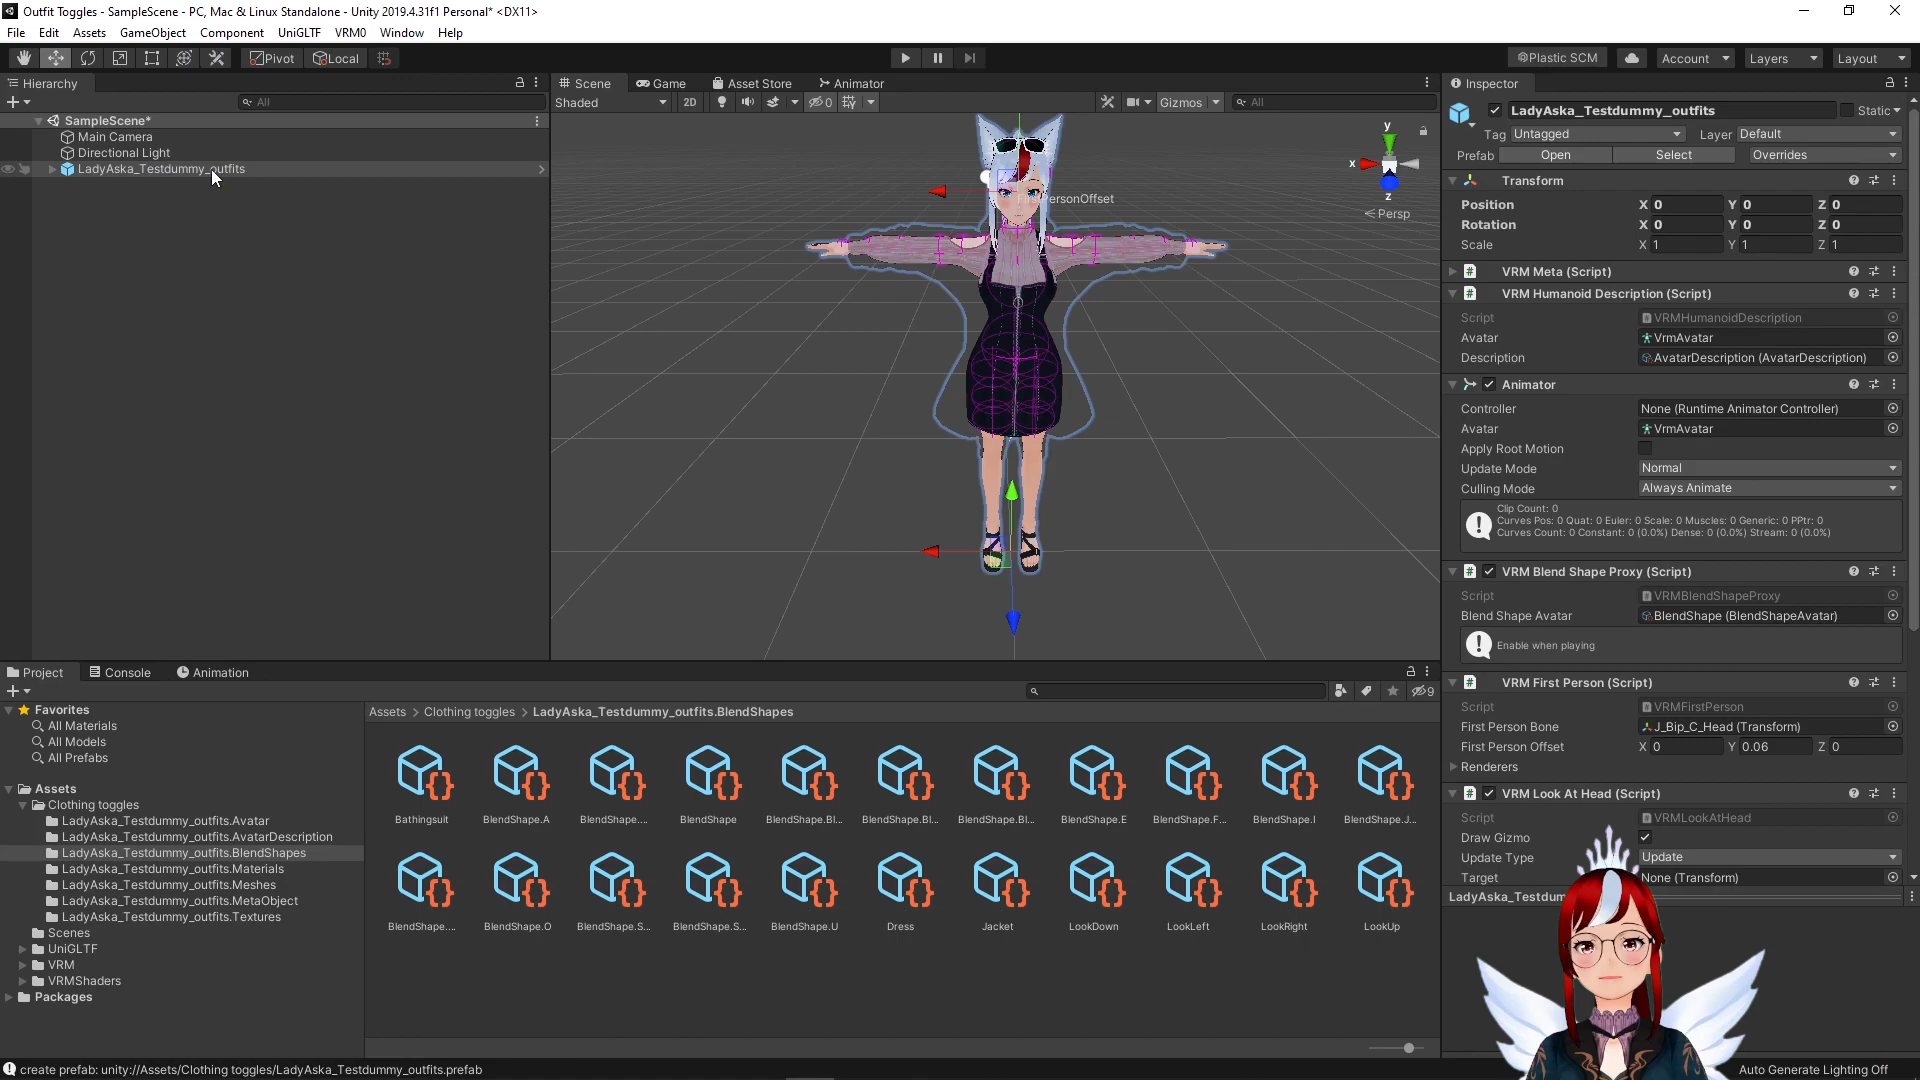 Outfit Toggles - SampleScene - PC, Mac & Linux Standalone - Unity 2019.4.31f1 Personal* <DX11>
File Edit Assets GameObject Component UniGLTF VRM0 Window Help
Pivot Local Plastic SCM Account Layers Layout
Hierarchy
All
SampleScene*
Main Camera
Directional Light
LadyAska_Testdummy_outfits
Scene Game Asset Store Animator
Shaded 2D 0 Gizmos All
y
x
z
Persp
FirstPersonOffset
Inspector
LadyAska_Testdummy_outfits Static
Tag Untagged Layer Default
Prefab Open Select Overrides
Transform
Position X 0 Y 0 Z 0
Rotation X 0 Y 0 Z 0
Scale X 1 Y 1 Z 1
VRM Meta (Script)
VRM Humanoid Description (Script)
Script VRMHumanoidDescription
Avatar VrmAvatar
Description AvatarDescription (AvatarDescription)
Animator
Controller None (Runtime Animator Controller)
Avatar VrmAvatar
Apply Root Motion
Update Mode Normal
Culling Mode Always Animate
Clip Count: 0
Curves Pos: 0 Quat: 0 Euler: 0 Scale: 0 Muscles: 0 Generic: 0 PPtr: 0
Curves Count: 0 Constant: 0 (0.0%) Dense: 0 (0.0%) Stream: 0 (0.0%)
VRM Blend Shape Proxy (Script)
Script VRMBlendShapeProxy
Blend Shape Avatar BlendShape (BlendShapeAvatar)
Enable when playing
VRM First Person (Script)
Script VRMFirstPerson
First Person Bone J_Bip_C_Head (Transform)
First Person Offset X 0 Y 0.06 Z 0
Renderers
VRM Look At Head (Script)
Script VRMLookAtHead
Draw Gizmo
Update Type Update
Target None (Transform)
LadyAska_Testdum
Project Console Animation
9
Favorites
All Materials
All Models
All Prefabs
Assets
Clothing toggles
LadyAska_Testdummy_outfits.Avatar
LadyAska_Testdummy_outfits.AvatarDescription
LadyAska_Testdummy_outfits.BlendShapes
LadyAska_Testdummy_outfits.Materials
LadyAska_Testdummy_outfits.Meshes
LadyAska_Testdummy_outfits.MetaObject
LadyAska_Testdummy_outfits.Textures
Scenes
UniGLTF
VRM
VRMShaders
Packages
Assets > Clothing toggles > LadyAska_Testdummy_outfits.BlendShapes
Bathingsuit BlendShape.A BlendShape.... BlendShape BlendShape.Bl... BlendShape.Bl... BlendShape.Bl... BlendShape.E BlendShape.F... BlendShape.I BlendShape.J...
BlendShape.... BlendShape.O BlendShape.S... BlendShape.S... BlendShape.U Dress Jacket LookDown LookLeft LookRight LookUp
create prefab: unity://Assets/Clothing toggles/LadyAska_Testdummy_outfits.prefab
Auto Generate Lighting Off